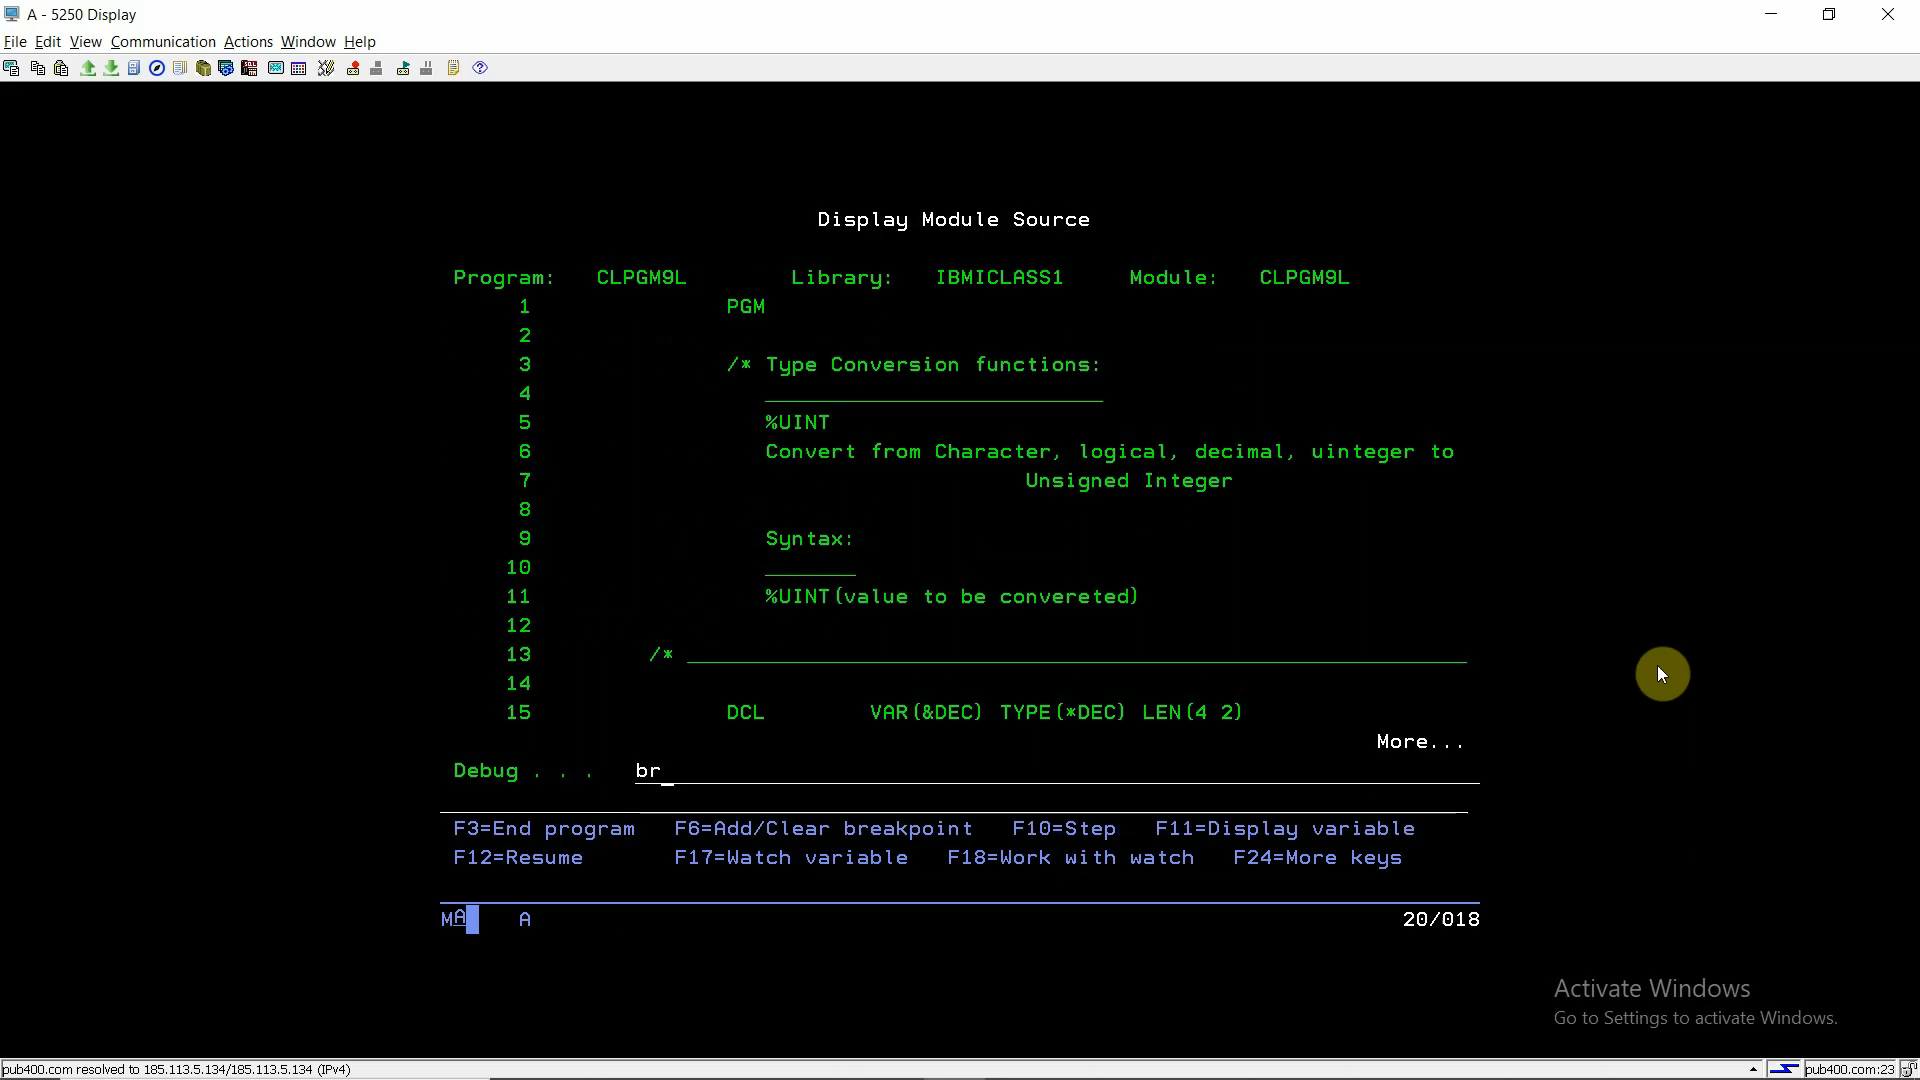 A - 5250 Display
File Edit View Communication Actions Window Help
Display Module Source
Program: CLPGM9L Library: IBMICLASS1 Module: CLPGM9L
1 PGM
2
3 /* Type Conversion functions:
4
5 %UINT
6 Convert from Character, logical, decimal, uinteger to
7 Unsigned Integer
8
9 Syntax:
10
11 %UINT(value to be convereted)
12
13 /*
14
15 DCL VAR(&DEC) TYPE(*DEC) LEN(4 2)
More...
Debug . . . br_
F3=End program F6=Add/Clear breakpoint F10=Step F11=Display variable
F12=Resume F17=Watch variable F18=Work with watch F24=More keys
MA A 20/018
Activate Windows
Go to Settings to activate Windows.
pub400.com resolved to 185.113.5.134/185.113.5.134 (IPv4) pub400.com:23